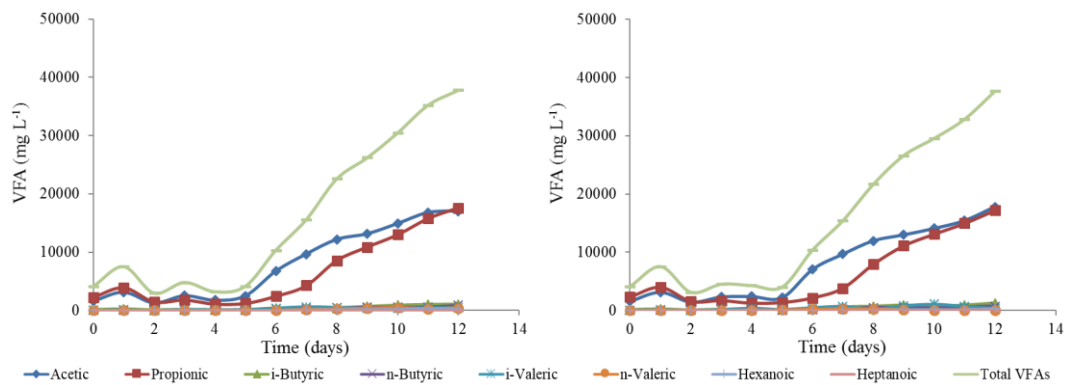 50000
40000
30000
20000
10000
0
VFA (mg L⁻¹)
0 2 4 6 8 10 12 14
Time (days)
50000
40000
30000
20000
10000
0
VFA (mg L⁻¹)
0 2 4 6 8 10 12 14
Time (days)
Acetic Propionic i-Butyric n-Butyric i-Valeric n-Valeric Hexanoic Heptanoic Total VFAs